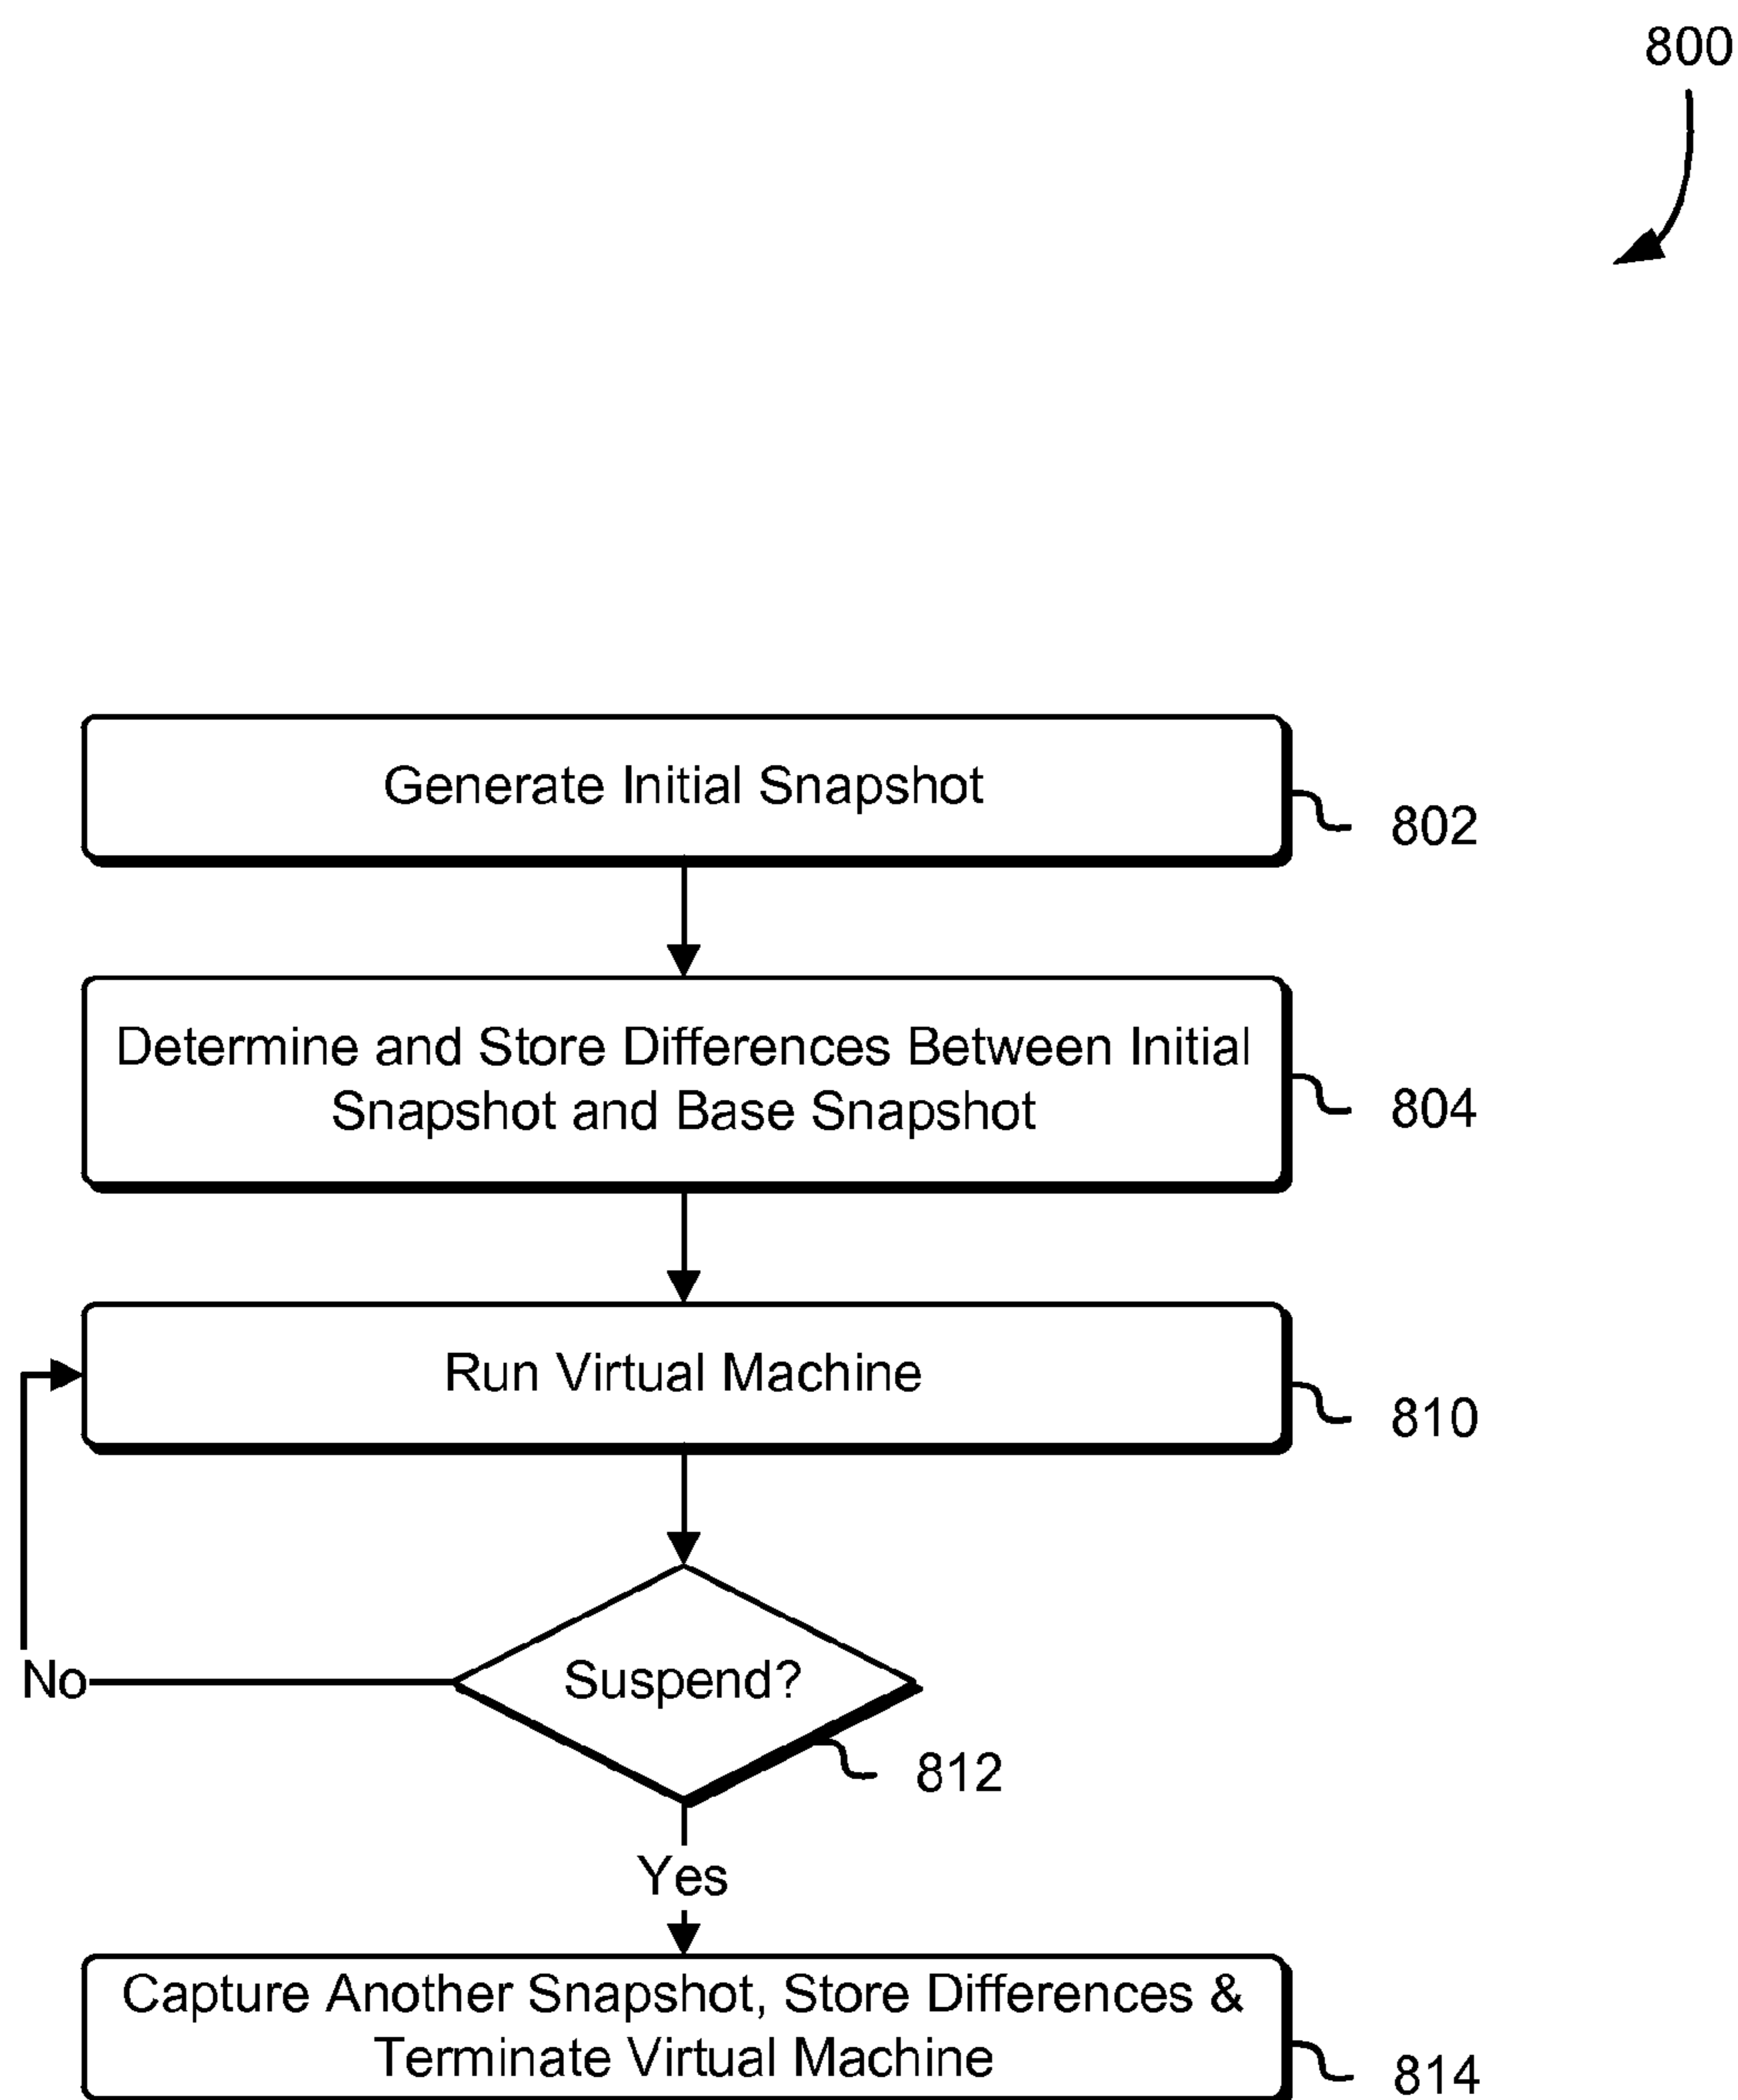 800
Generate Initial Snapshot
802
Determine and Store Differences Between Initial
Snapshot and Base Snapshot
804
Run Virtual Machine
810
Suspend?
No
812
Yes
Capture Another Snapshot, Store Differences &
Terminate Virtual Machine
814